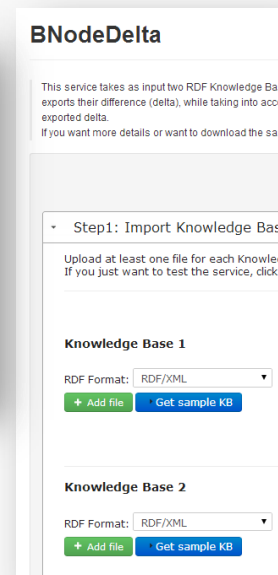 BNodeDelta
This service takes as input two RDF Knowledge Ba
exports their difference (delta), while taking into acc
exported delta.
If you want more details or want to download the sa
Step1: Import Knowledge Bas
Upload at least one file for each Knowle
If you just want to test the service, click
Knowledge Base 1
RDF Format: RDF/XML
+ Add file * Get sample KB
Knowledge Base 2
RDF Format: RDF/XML
+ Add file * Get sample KB